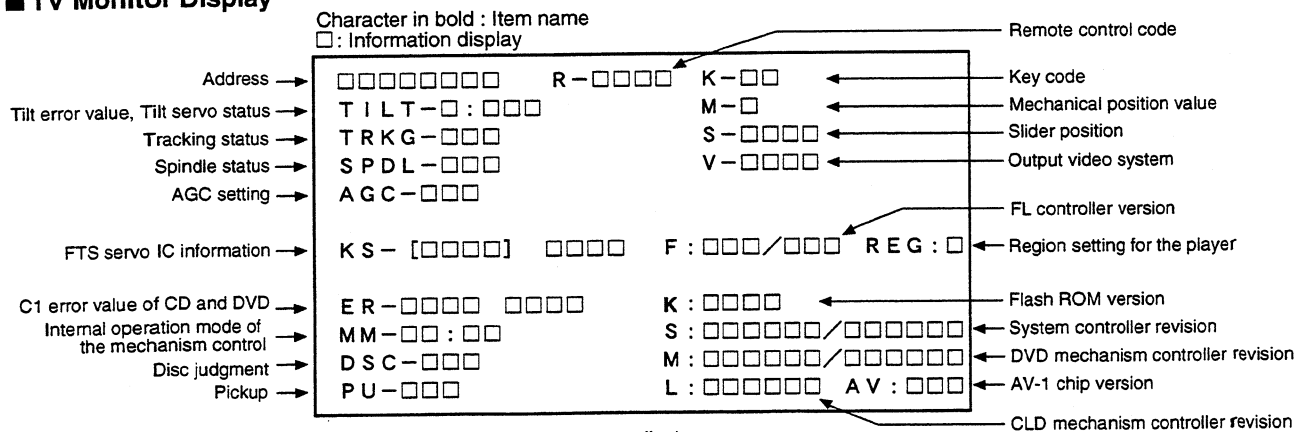 ■ TV Monitor Display
Character in bold : Item name
□ : Information display
Remote control code
Address □□□□□□□□ R-□□□□ K-□□ Key code
Tilt error value, Tilt servo status TILT-□:□□□ M-□ Mechanical position value
Tracking status TRKG-□□□ S-□□□□ Slider position
Spindle status SPDL-□□□ V-□□□□ Output video system
AGC setting AGC-□□□
FL controller version
FTS servo IC information KS-[□□□□] □□□□ F:□□□/□□□ REG:□ Region setting for the player
C1 error value of CD and DVD ER-□□□□ □□□□ K:□□□□ Flash ROM version
Internal operation mode of
the mechanism control MM-□□:□□ S:□□□□□□/□□□□□□ System controller revision
Disc judgment DSC-□□□ M:□□□□□□/□□□□□□ DVD mechanism controller revision
Pickup PU-□□□ L:□□□□□□ AV:□□□ AV-1 chip version
CLD mechanism controller revision